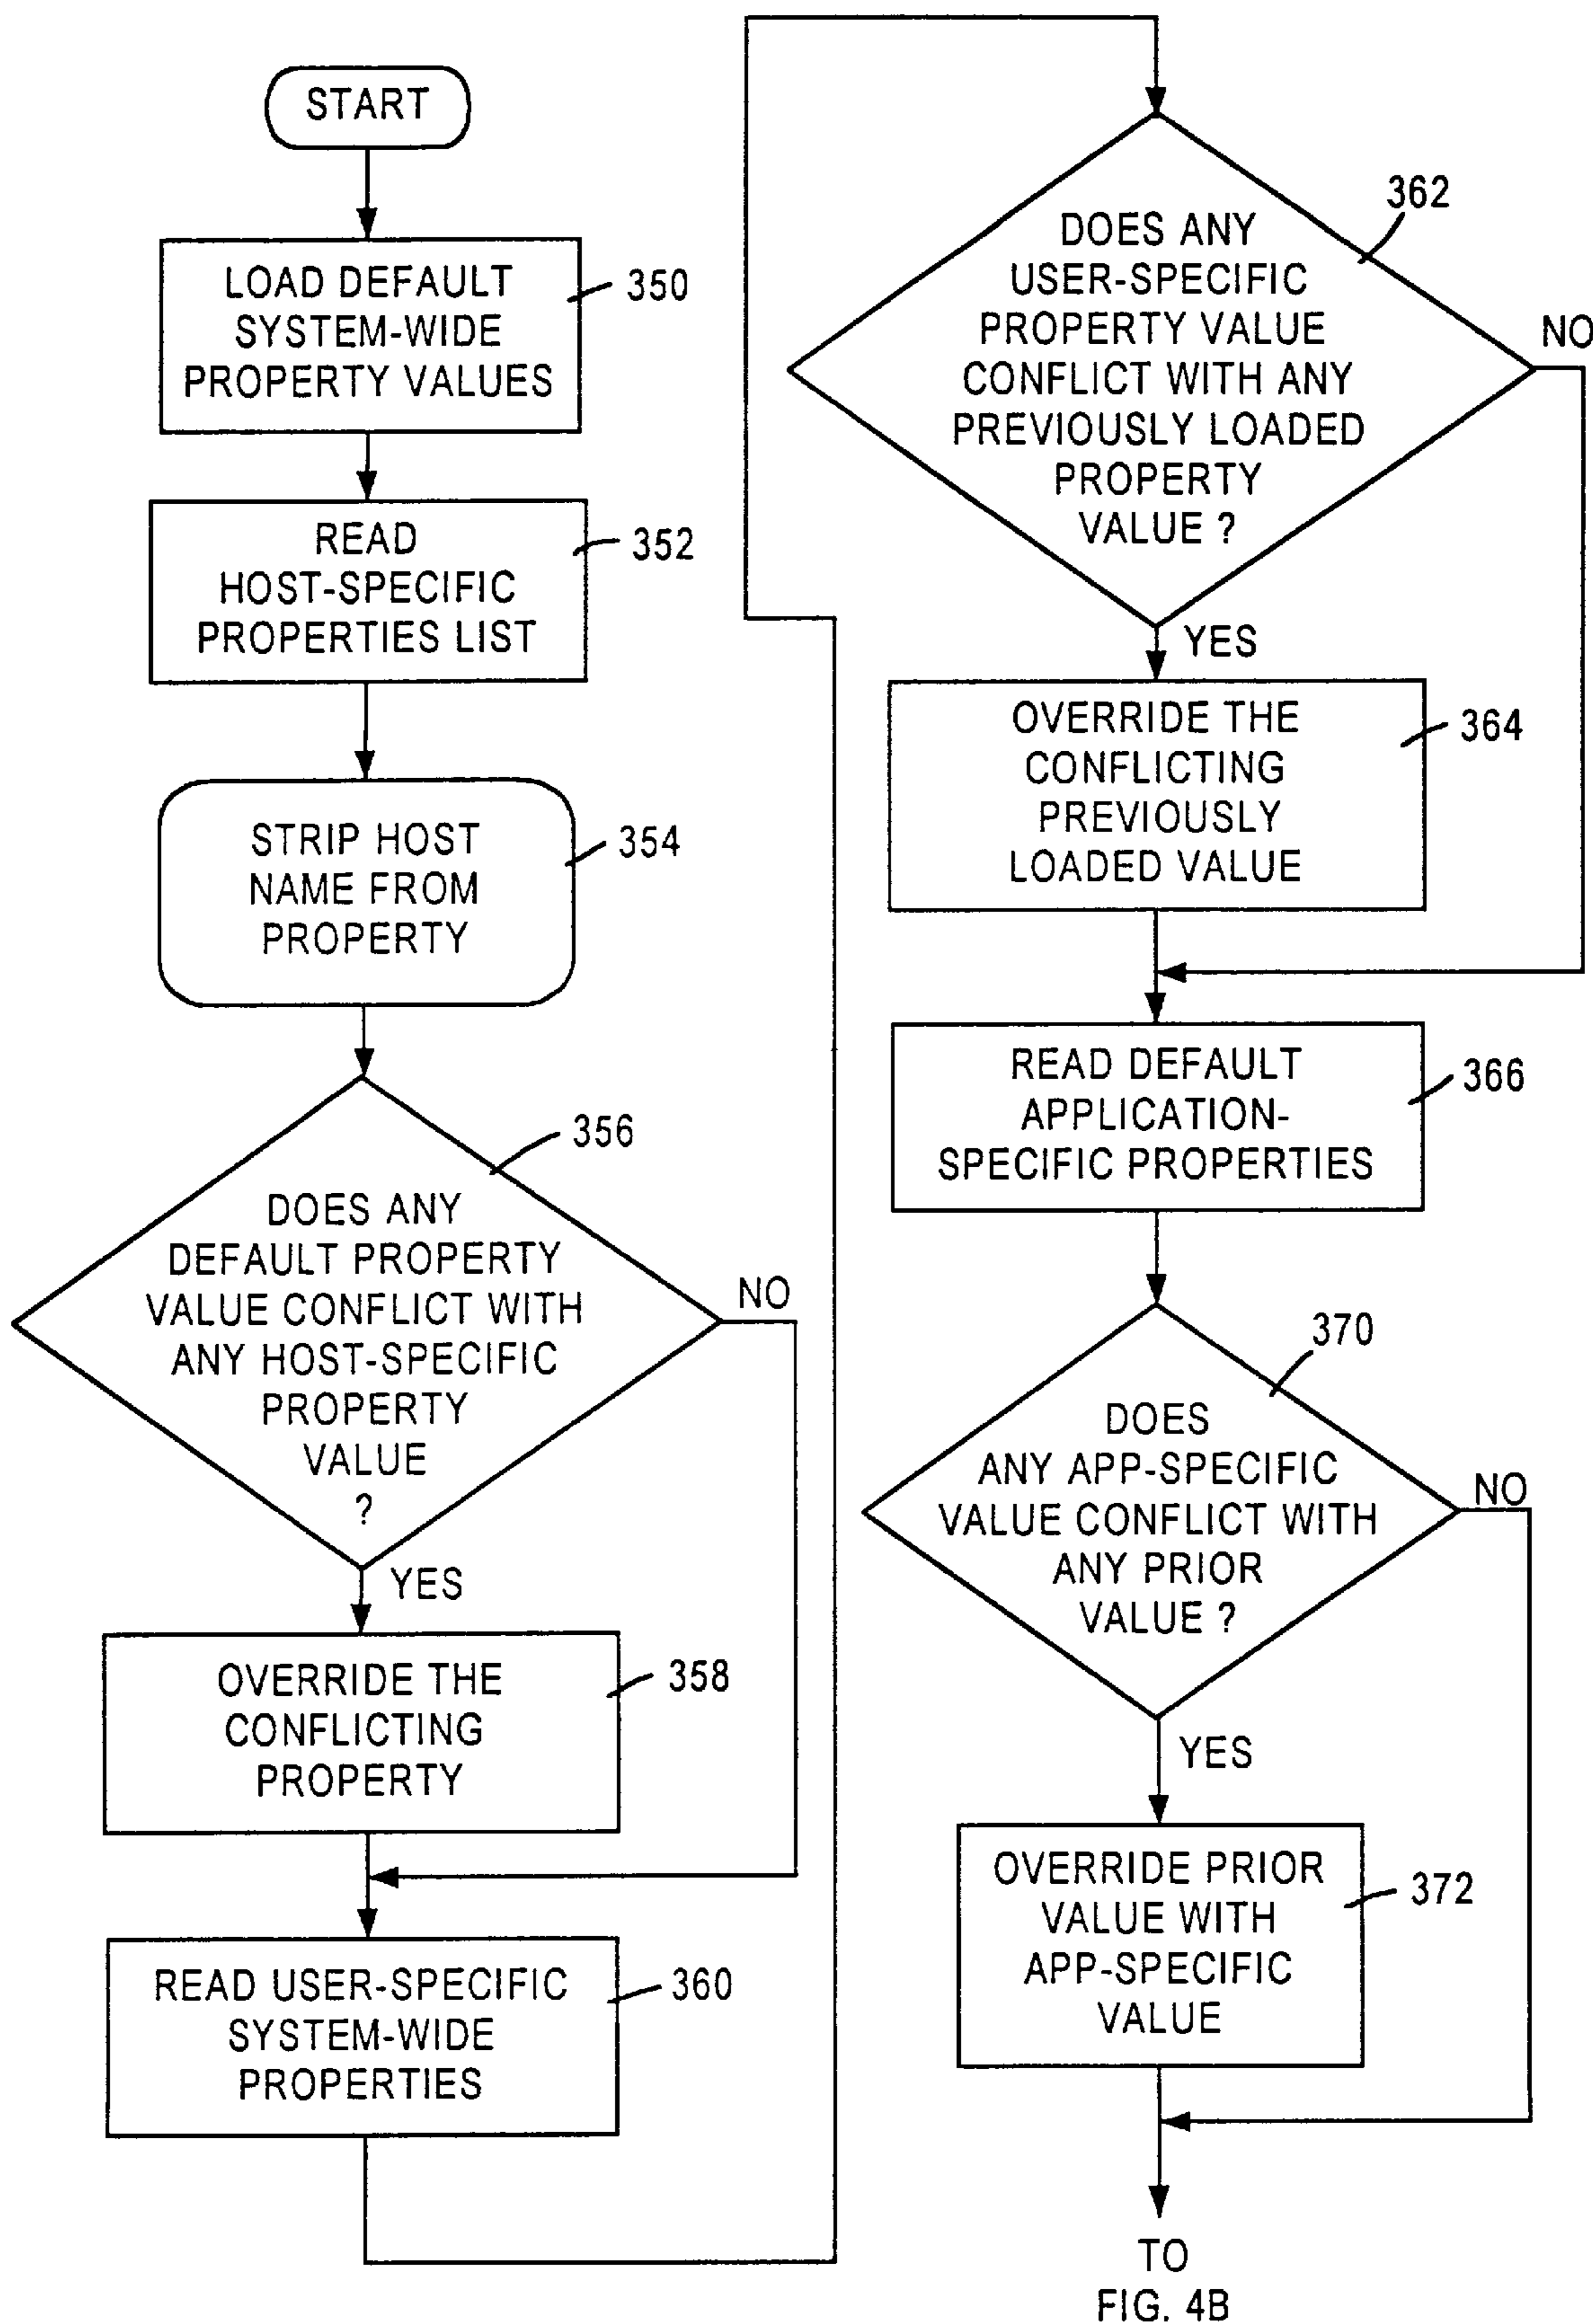 START
LOAD DEFAULT
SYSTEM-WIDE
PROPERTY VALUES
350
READ
HOST-SPECIFIC
PROPERTIES LIST
352
STRIP HOST
NAME FROM
PROPERTY
354
356
DOES ANY
DEFAULT PROPERTY
VALUE CONFLICT WITH
ANY HOST-SPECIFIC
PROPERTY
VALUE
?
NO
YES
OVERRIDE THE
CONFLICTING
PROPERTY
358
READ USER-SPECIFIC
SYSTEM-WIDE
PROPERTIES
360
362
DOES ANY
USER-SPECIFIC
PROPERTY VALUE
CONFLICT WITH ANY
PREVIOUSLY LOADED
PROPERTY
VALUE ?
NO
YES
OVERRIDE THE
CONFLICTING
PREVIOUSLY
LOADED VALUE
364
READ DEFAULT
APPLICATION-
SPECIFIC PROPERTIES
366
370
DOES
ANY APP-SPECIFIC
VALUE CONFLICT WITH
ANY PRIOR
VALUE ?
NO
YES
OVERRIDE PRIOR
VALUE WITH
APP-SPECIFIC
VALUE
372
TO
FIG. 4B